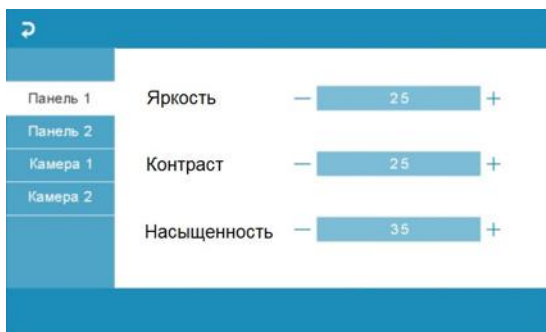 Панель 1
Панель 2
Камера 1
Камера 2
Яркость — 25 +
Контраст — 25 +
Насыщенность — 35 +